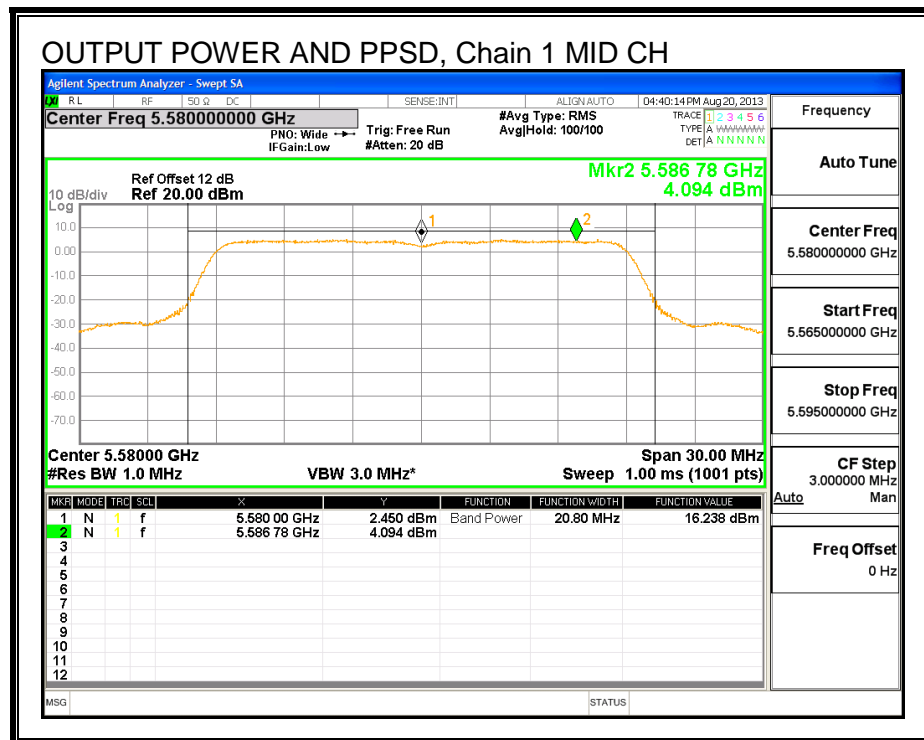 OUTPUT POWER AND PPSD, Chain 1 MID CH
Agilent Spectrum Analyzer - Swept SA
LXI RL RF 50 Ω DC SENSE:INT ALIGN AUTO 04:40:14 PM Aug 20, 2013
Center Freq 5.580000000 GHz #Avg Type: RMS TRACE 1 2 3 4 5 6
PNO: Wide Trig: Free Run Avg|Hold: 100/100 TYPE A WWWWW
IFGain:Low #Atten: 20 dB DET A N N N N N
Mkr2 5.586 78 GHz
4.094 dBm
Ref Offset 12 dB
10 dB/div Ref 20.00 dBm
Log
1 2
10.0
0.00
-10.0
-20.0
-30.0
-40.0
-50.0
-60.0
-70.0
Center 5.58000 GHz Span 30.00 MHz
#Res BW 1.0 MHz VBW 3.0 MHz* Sweep 1.00 ms (1001 pts)
MKR MODE TRC SCL X Y FUNCTION FUNCTION WIDTH FUNCTION VALUE
1 N 1 f 5.580 00 GHz 2.450 dBm Band Power 20.80 MHz 16.238 dBm
2 N 1 f 5.586 78 GHz 4.094 dBm
3
4
5
6
7
8
9
10
11
12
MSG STATUS
Frequency
Auto Tune
Center Freq
5.580000000 GHz
Start Freq
5.565000000 GHz
Stop Freq
5.595000000 GHz
CF Step
3.000000 MHz
Auto Man
Freq Offset
0 Hz